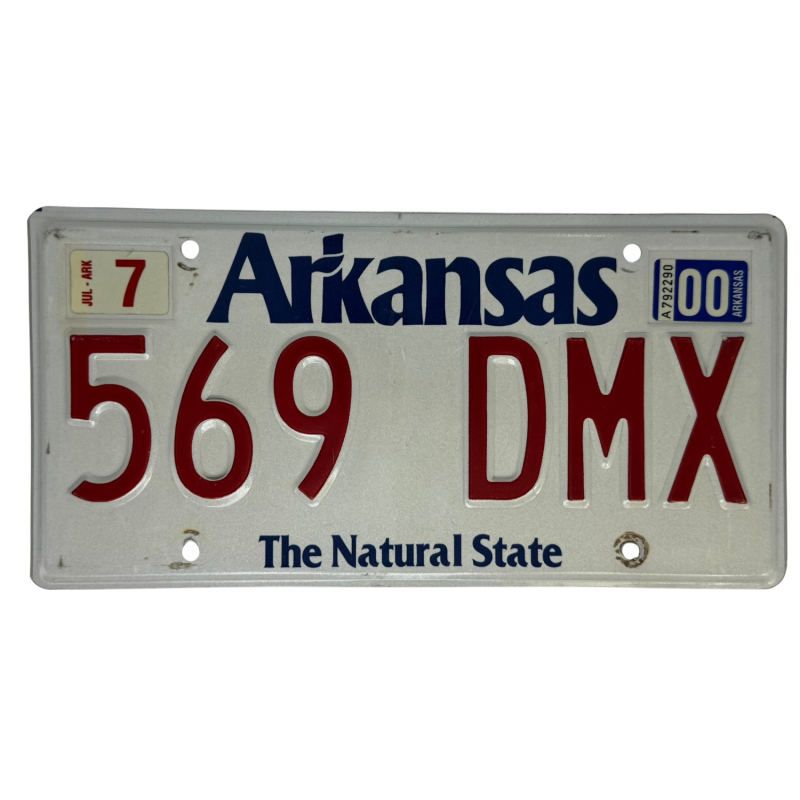 JUL - ARK 7
Arkansas
A792290 00 ARKANSAS
569 DMX
The Natural State